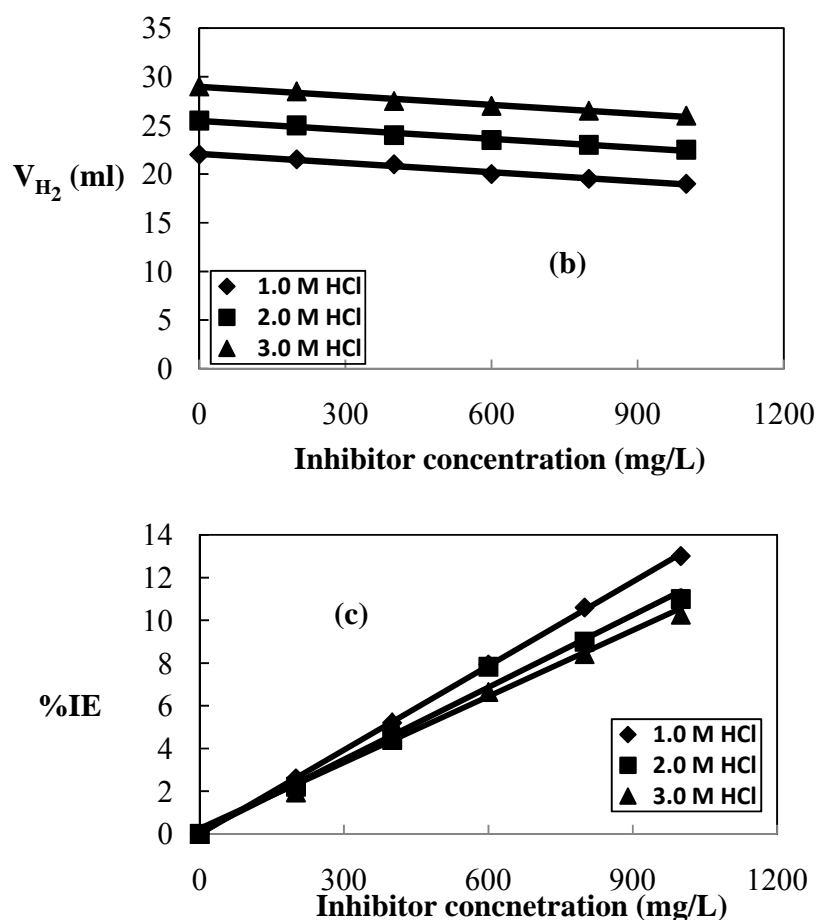 35
30
25
20
15
10
5
0
V_H2 (ml)
(b)
1.0 M HCl
2.0 M HCl
3.0 M HCl
0 300 600 900 1200
Inhibitor concentration (mg/L)
14
12
10
8
6
4
2
0
%IE
(c)
1.0 M HCl
2.0 M HCl
3.0 M HCl
0 300 600 900 1200
Inhibitor concnetration (mg/L)